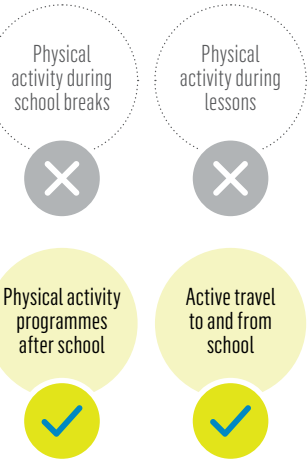 Physical
activity during
school breaks
Physical
activity during
lessons
Physical activity
programmes
after school
Active travel
to and from
school